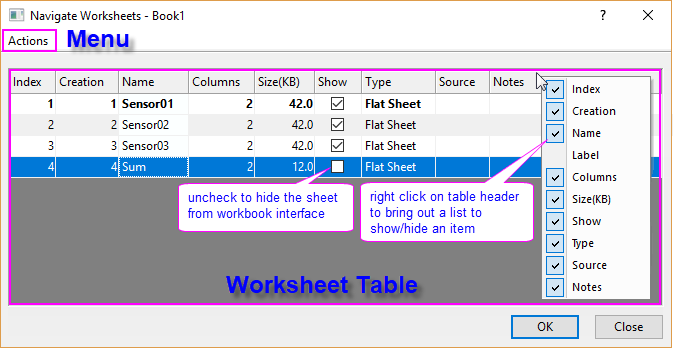 Navigate Worksheets - Book1
Actions Menu
Index Creation Name Columns Size(KB) Show Type Source Notes
1 1 Sensor01 2 42.0 Flat Sheet
2 2 Sensor02 2 42.0 Flat Sheet
3 3 Sensor03 2 42.0 Flat Sheet
4 4 Sum 2 12.0 Flat Sheet
Index
Creation
Name
Label
Columns
Size(KB)
Show
Type
Source
Notes
uncheck to hide the sheet
from workbook interface
right click on table header
to bring out a list to
show/hide an item
Worksheet Table
OK Close